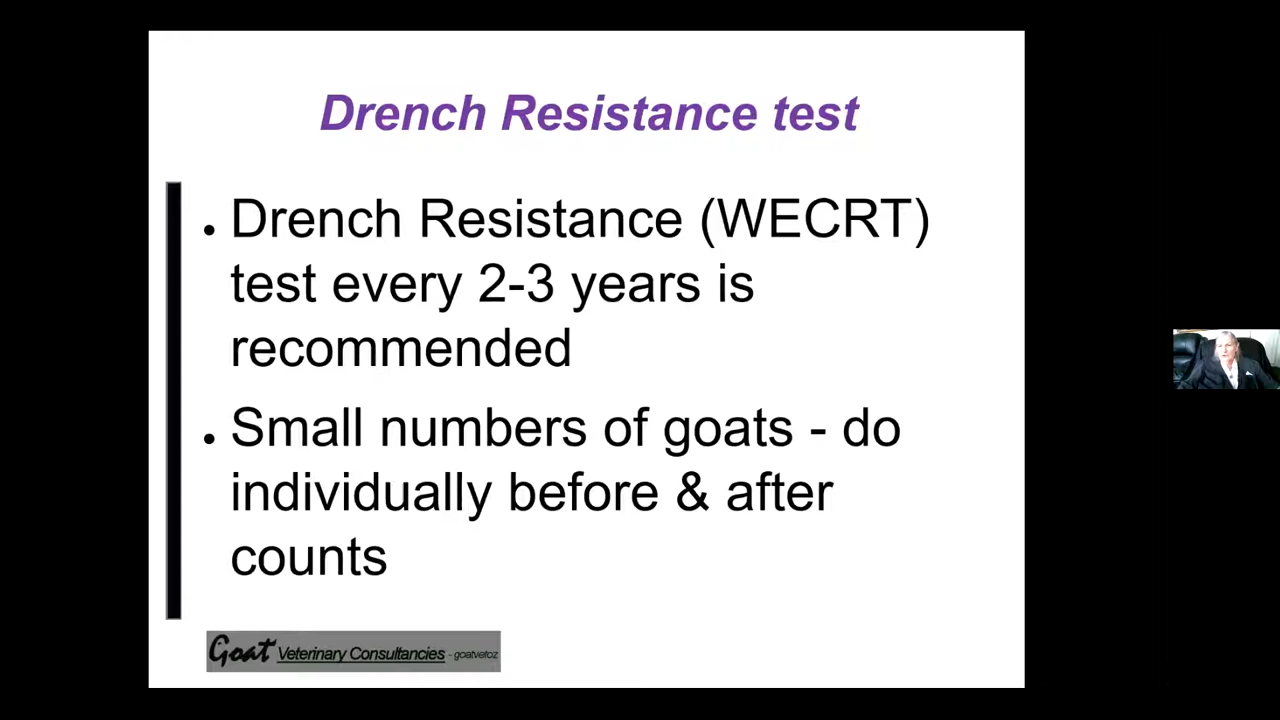 Drench Resistance test
• Drench Resistance (WECRT)
test every 2-3 years is
recommended
• Small numbers of goats - do
individually before & after
counts
Goat Veterinary Consultancies - goatvetoz